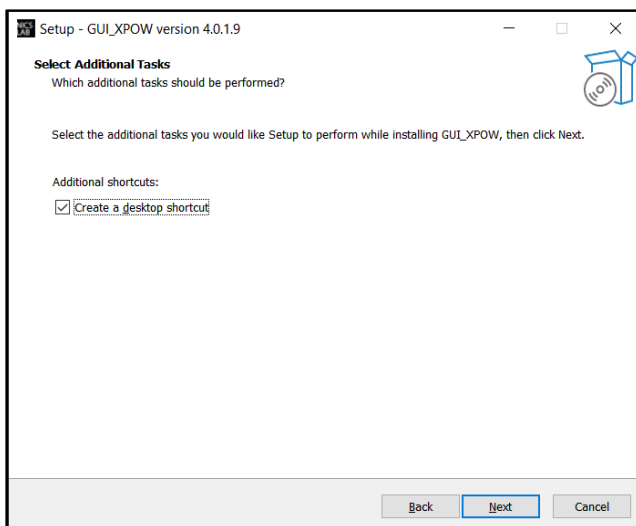 NICS
LAB
Setup - GUI_XPOW version 4.0.1.9
Select Additional Tasks
Which additional tasks should be performed?
Select the additional tasks you would like Setup to perform while installing GUI_XPOW, then click Next.
Additional shortcuts:
Create a desktop shortcut
Back Next Cancel